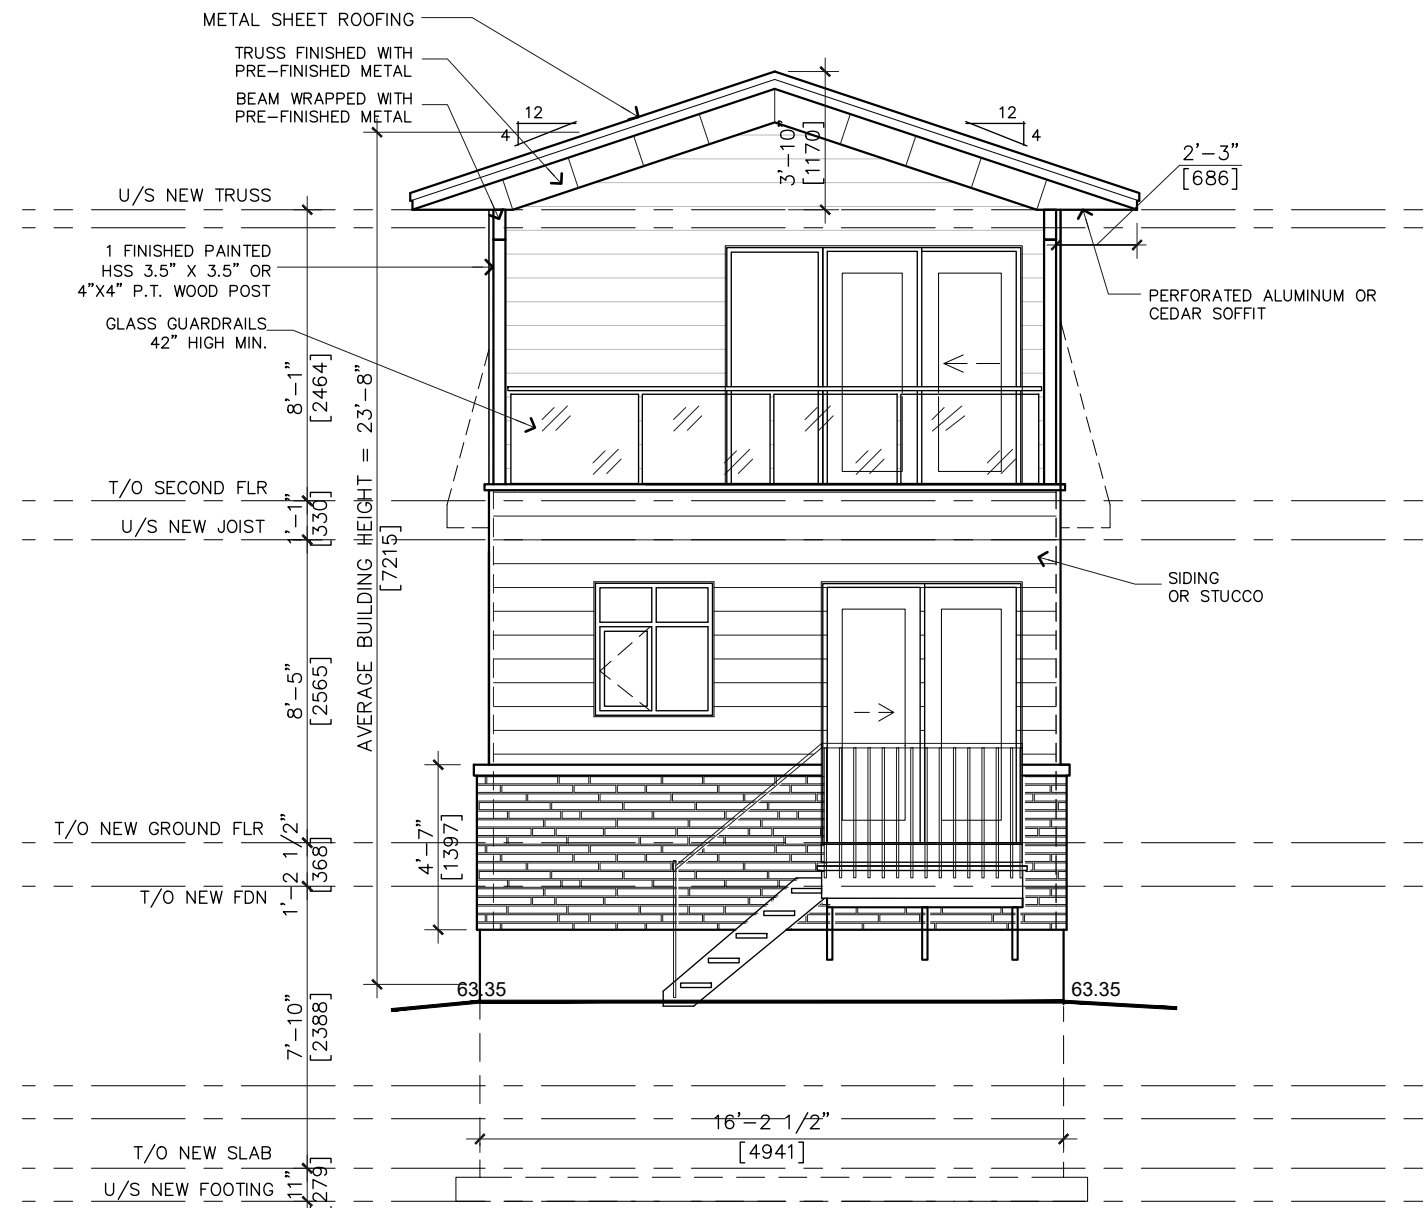 METAL SHEET ROOFING
TRUSS FINISHED WITH
PRE-FINISHED METAL
BEAM WRAPPED WITH
PRE-FINISHED METAL
12
4
12
4
3'-10"
[1170]
2'-3"
[686]
U/S NEW TRUSS
1 FINISHED PAINTED
HSS 3.5" X 3.5" OR
4"X4" P.T. WOOD POST
PERFORATED ALUMINUM OR
CEDAR SOFFIT
GLASS GUARDRAILS
42" HIGH MIN.
8'-1"
[2464]
AVERAGE BUILDING HEIGHT = 23'-8"
[7215]
T/O SECOND FLR
1'-1"
[330]
U/S NEW JOIST
SIDING
OR STUCCO
8'-5"
[2565]
T/O NEW GROUND FLR
1'-2 1/2"
[368]
4'-7"
[1397]
T/O NEW FDN
63.35
63.35
7'-10"
[2388]
16'-2 1/2"
[4941]
T/O NEW SLAB
11"
279]
U/S NEW FOOTING